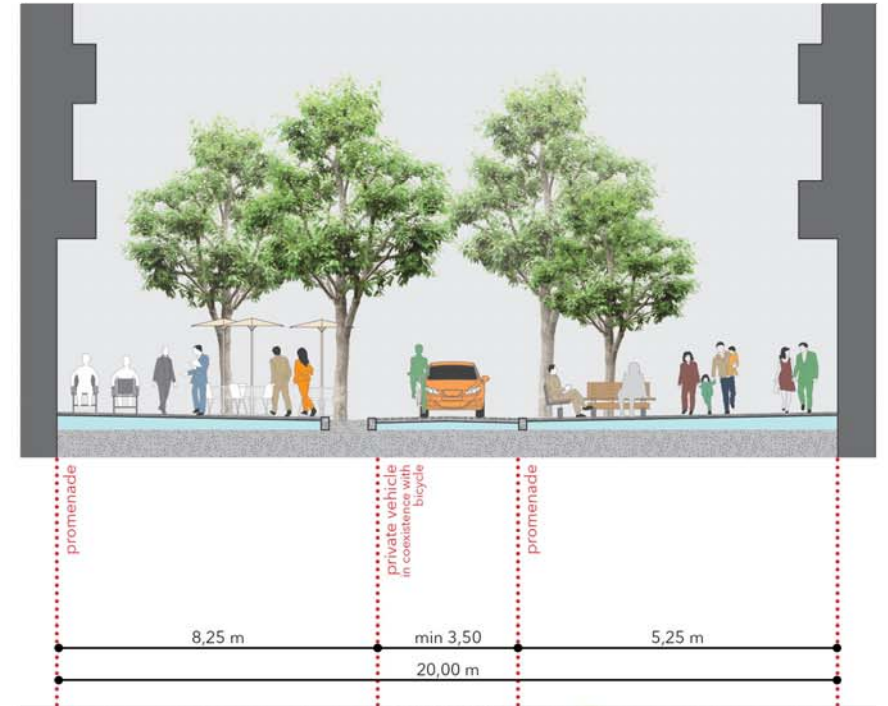 promenade
private vehicle
in coexistence with
bicycle
promenade
8,25 m
min 3,50
5,25 m
20,00 m